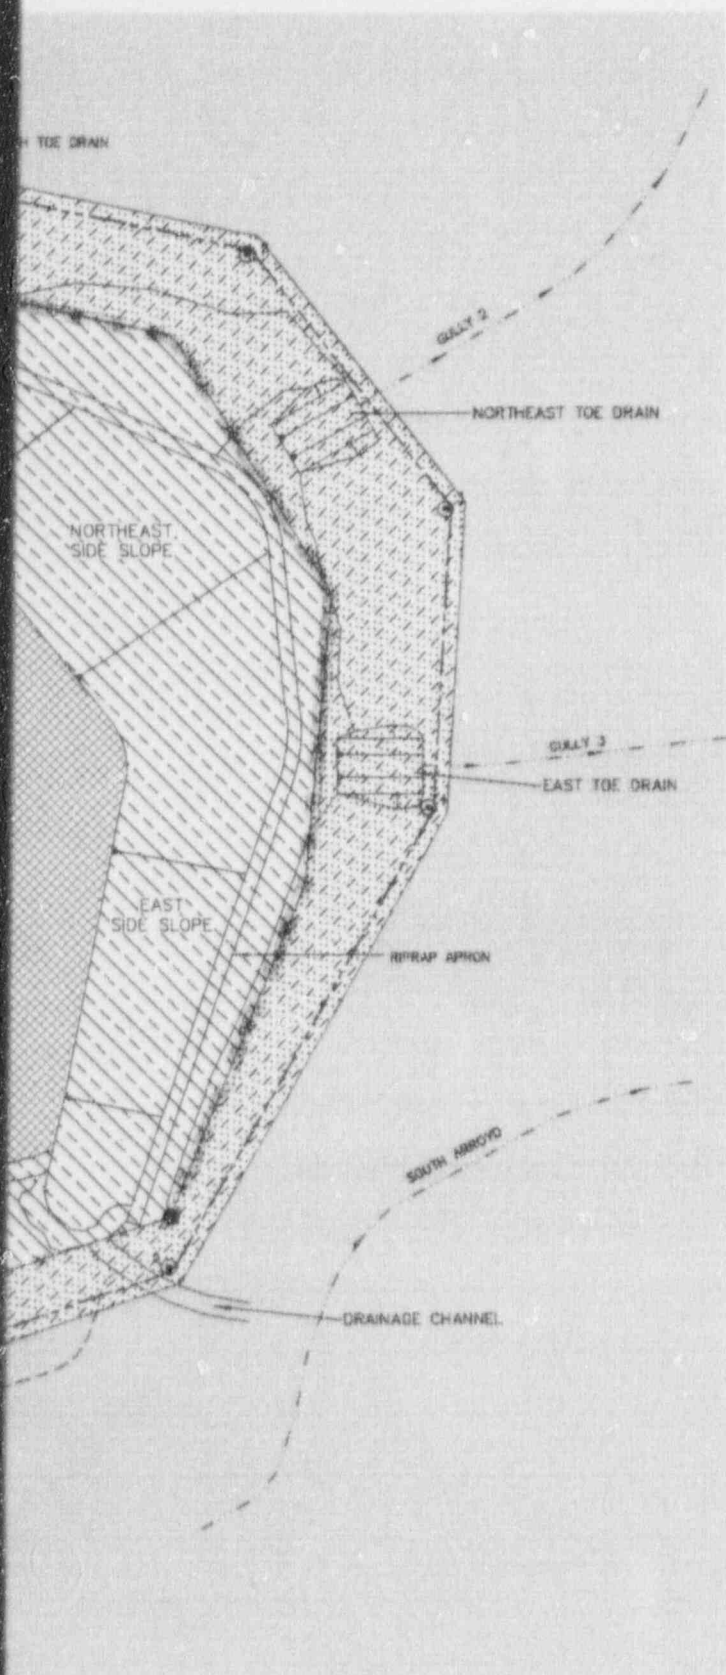 TOE DRAIN
GULLY 2
NORTHEAST TOE DRAIN
NORTHEAST
SIDE SLOPE
GULLY 3
EAST TOE DRAIN
EAST
SIDE SLOPE
RIPRAP APRON
SOUTH ARROYO
DRAINAGE CHANNEL